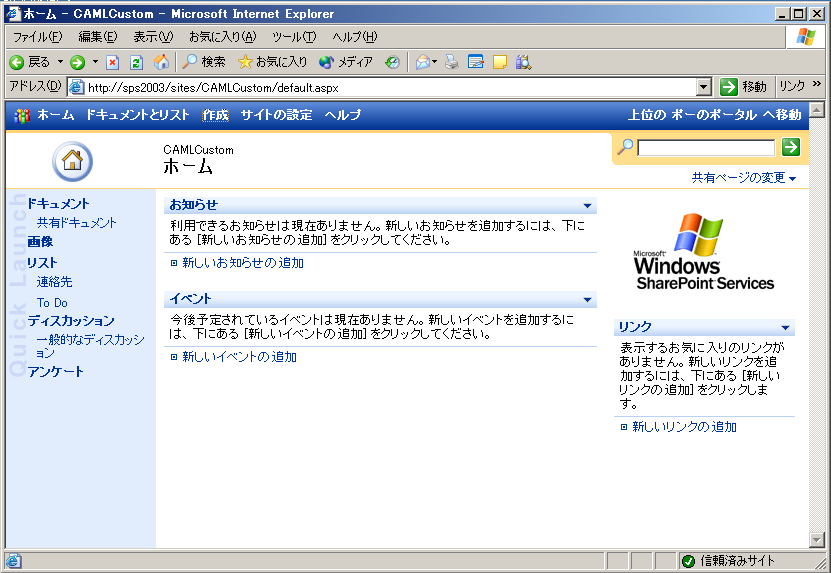 ホーム - CAMLCustom - Microsoft Internet Explorer
ファイル(F) 編集(E) 表示(V) お気に入り(A) ツール(T) ヘルプ(H)
戻る 検索 お気に入り メディア
アドレス(D) http://sps2003/sites/CAMLCustom/default.aspx 移動 リンク »
ホーム ドキュメントとリスト 作成 サイトの設定 ヘルプ 上位の ポーのポータル へ移動
CAMLCustom
ホーム
共有ページの変更
Quick Launch
ドキュメント
共有ドキュメント
画像
リスト
連絡先
To Do
ディスカッション
一般的なディスカッシ
ョン
アンケート
お知らせ
利用できるお知らせは現在ありません。新しいお知らせを追加するには、下に
ある [新しいお知らせの追加] をクリックしてください。
新しいお知らせの追加
イベント
今後予定されているイベントは現在ありません。新しいイベントを追加するに
は、下にある [新しいイベントの追加] をクリックしてください。
新しいイベントの追加
Microsoft
Windows
SharePoint Services
リンク
表示するお気に入りのリンクが
ありません。新しいリンクを追
加するには、下にある [新しい
リンクの追加] をクリックしま
す。
新しいリンクの追加
信頼済みサイト